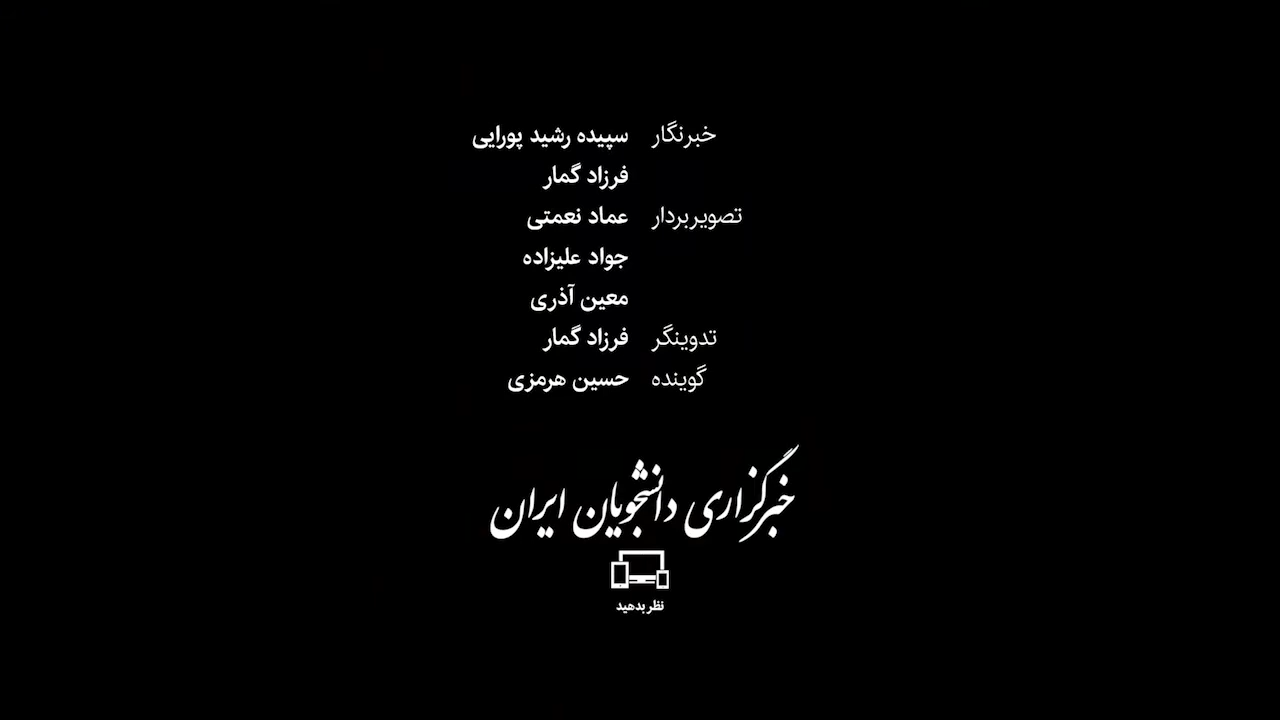 خبرنگار سپیده رشید پورایی
فرزاد گمار
تصویربردار عماد نعمتی
جواد علیزاده
معین آذری
تدوینگر فرزاد گمار
گوینده حسین هرمزی
خبرگزاری دانشجویان ایران
نظر بدهید